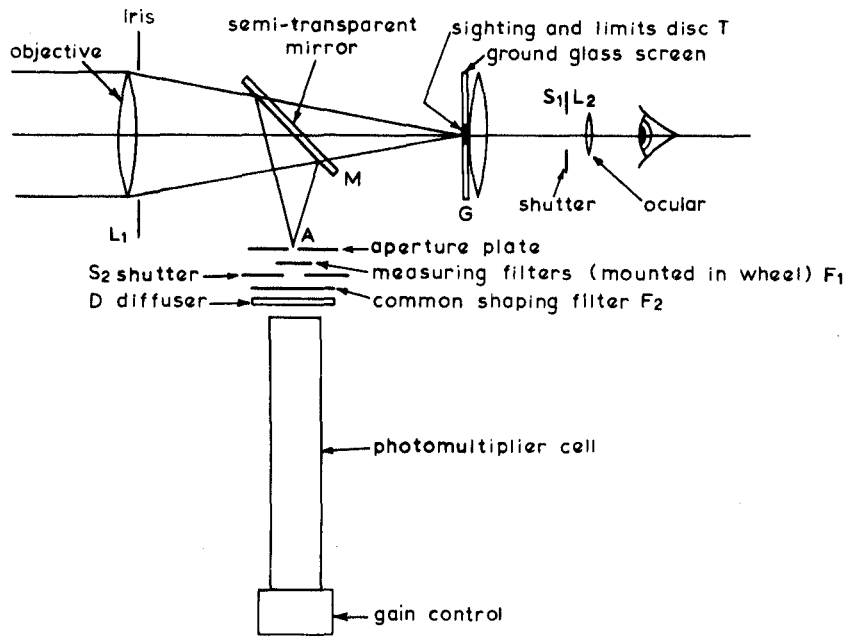 Iris
objective
semi-transparent
mirror
sighting and limits disc T
ground glass screen
S₁ L₂
M
G
shutter
ocular
L₁
A
aperture plate
S₂ shutter
measuring filters (mounted in wheel) F₁
D diffuser
common shaping filter F₂
photomultiplier cell
gain control